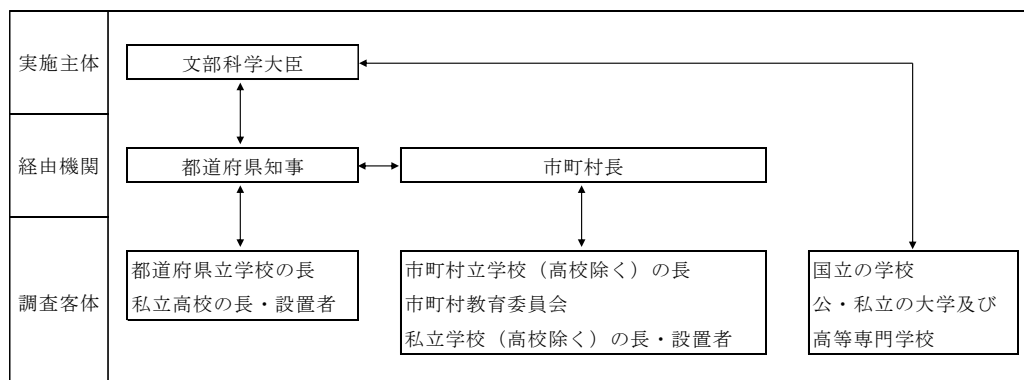 実施主体
文部科学大臣
経由機関
都道府県知事
市町村長
調査客体
都道府県立学校の長
私立高校の長・設置者
市町村立学校（高校除く）の長
市町村教育委員会
私立学校（高校除く）の長・設置者
国立の学校
公・私立の大学及び
高等専門学校